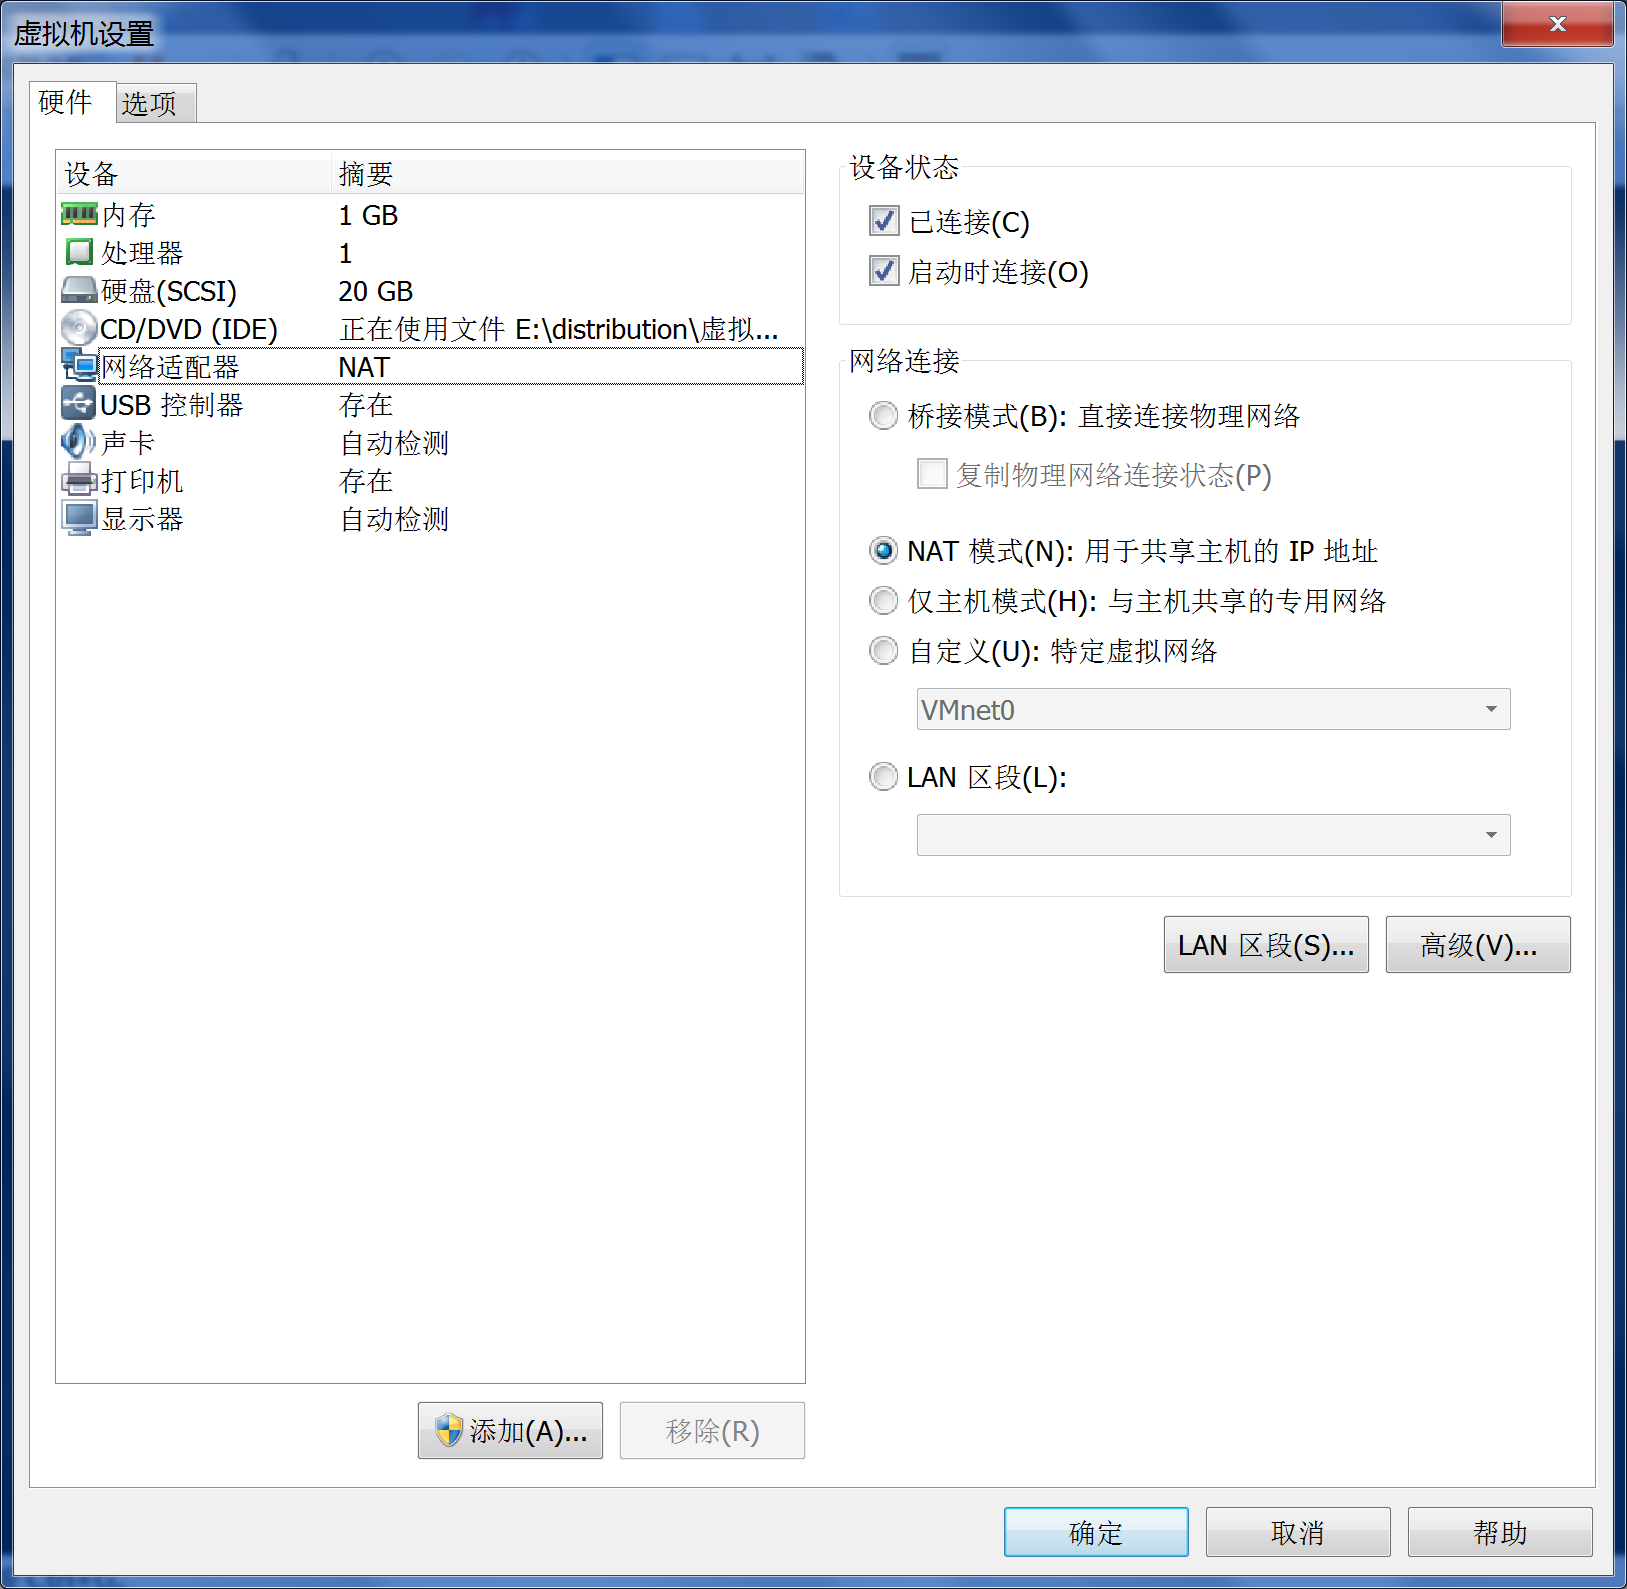 虚拟机设置
硬件 选项
设备 摘要
内存 1 GB
处理器 1
硬盘(SCSI) 20 GB
CD/DVD (IDE) 正在使用文件 E:\distribution\虚拟...
网络适配器 NAT
USB 控制器 存在
声卡 自动检测
打印机 存在
显示器 自动检测
添加(A)... 移除(R)
设备状态
已连接(C)
启动时连接(O)
网络连接
桥接模式(B): 直接连接物理网络
复制物理网络连接状态(P)
NAT 模式(N): 用于共享主机的 IP 地址
仅主机模式(H): 与主机共享的专用网络
自定义(U): 特定虚拟网络
VMnet0
LAN 区段(L):
LAN 区段(S)... 高级(V)...
确定 取消 帮助